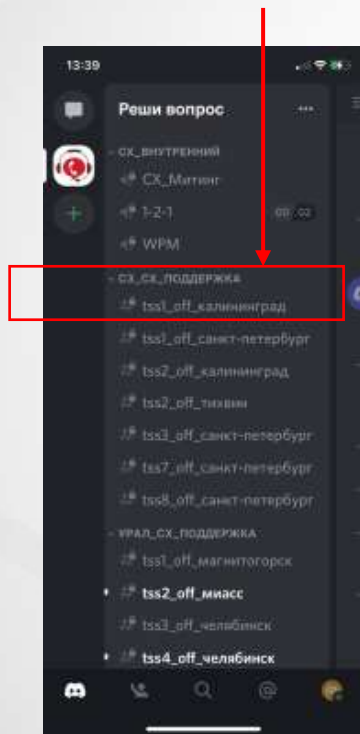 13:39
Реши вопрос
СХ_ВНУТРЕННИЙ
СХ_Митинг
1-2-1
02
WPM
СЗ_СХ_ПОДДЕРЖКА
tss1_off_калининград
tss1_off_санкт-петербург
tss2_off_калининград
tss2_off_тихвин
tss3_off_санкт-петербург
tss7_off_санкт-петербург
tss8_off_санкт-петербург
УРАЛ_СХ_ПОДДЕРЖКА
tss1_off_магнитогорск
tss2_off_миасс
tss3_off_челябинск
tss4_off_челябинск